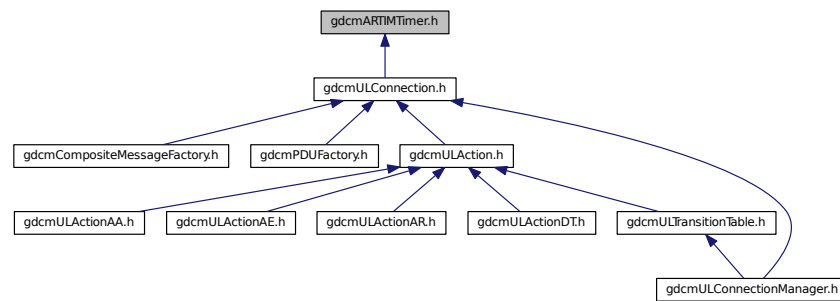 gdcmARTIMTimer.h
gdcmULConnection.h
gdcmCompositeMessageFactory.h
gdcmPDUFactory.h
gdcmULAction.h
gdcmULActionAA.h
gdcmULActionAE.h
gdcmULActionAR.h
gdcmULActionDT.h
gdcmULTransitionTable.h
gdcmULConnectionManager.h